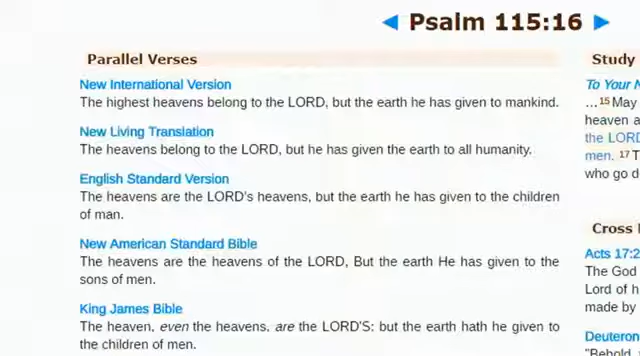 ◄ Psalm 115:16 ►
Parallel Verses
New International Version
The highest heavens belong to the LORD, but the earth he has given to mankind.
New Living Translation
The heavens belong to the LORD, but he has given the earth to all humanity.
English Standard Version
The heavens are the LORD's heavens, but the earth he has given to the children
of man.
New American Standard Bible
The heavens are the heavens of the LORD, But the earth He has given to the
sons of men.
King James Bible
The heaven, even the heavens, are the LORD'S: but the earth hath he given to
the children of men.
Study
To Your N
...15 May
heaven a
the LORD
men. 17 T
who go d
Cross
Acts 17:2
The God
Lord of h
made by
Deuteron
"Behold,